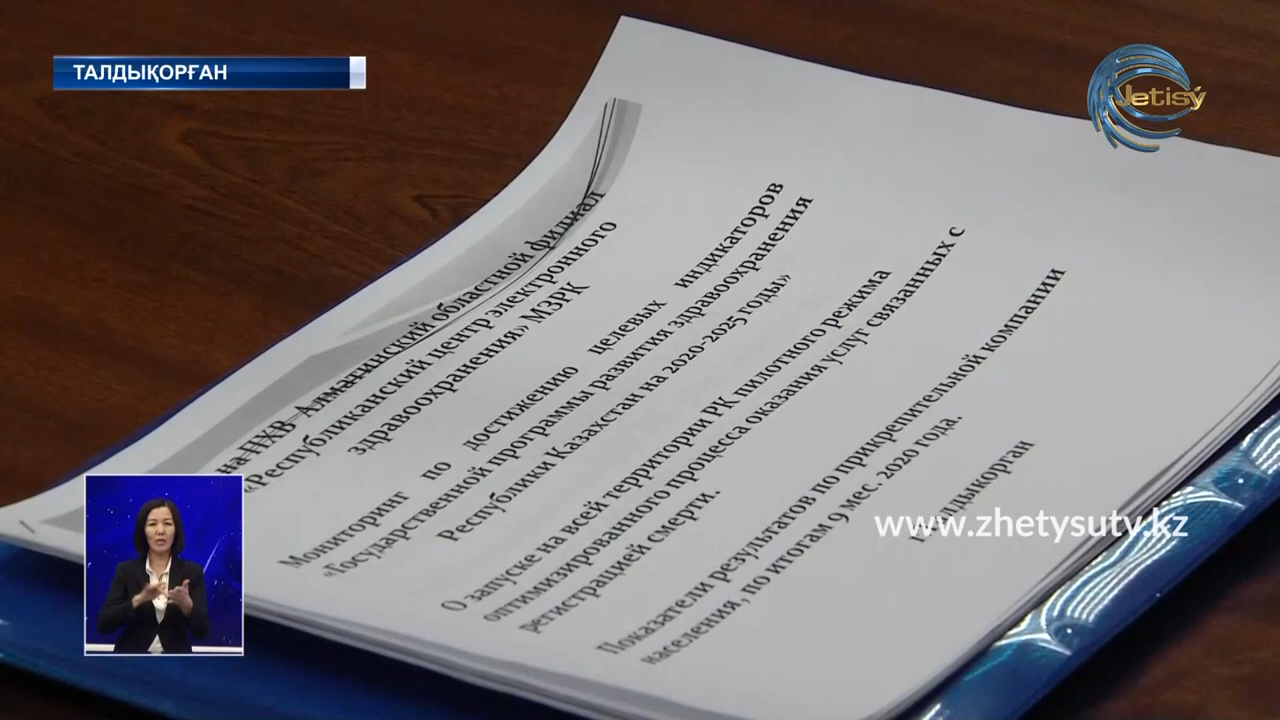 ТАЛДЫҚОРҒАН
Jetisý
на ПХВ Алматинский областной филиал
«Республиканский центр электронного
здравоохранения» МЗРК
Мониторинг по достижению целевых индикаторов
«Государственной программы развития здравоохранения
Республики Казахстан на 2020-2025 годы»
О запуске на всей территории РК пилотного режима
оптимизированного процесса оказания услуг связанных с
регистрацией смерти.
Показатели результатов по прикрепительной компании
населения, по итогам 9 мес. 2020 года.
г. Талдыкорган
www.zhetysuty.kz